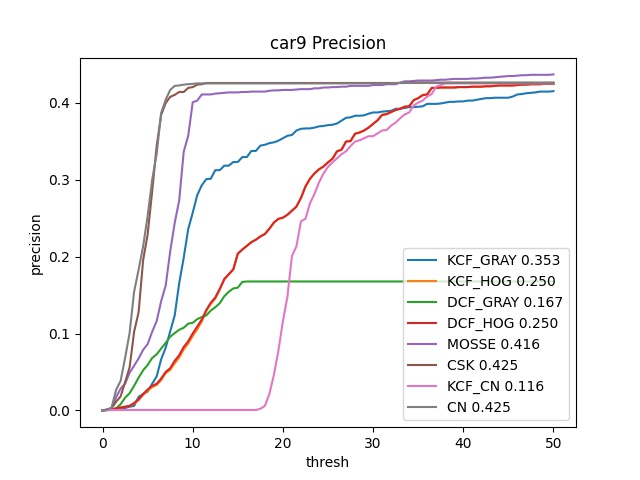 car9 Precision
precision
0.4
0.3
0.2
0.1
0.0
KCF_GRAY 0.353
KCF_HOG 0.250
DCF_GRAY 0.167
DCF_HOG 0.250
MOSSE 0.416
CSK 0.425
KCF_CN 0.116
CN 0.425
0 10 20 30 40 50
thresh